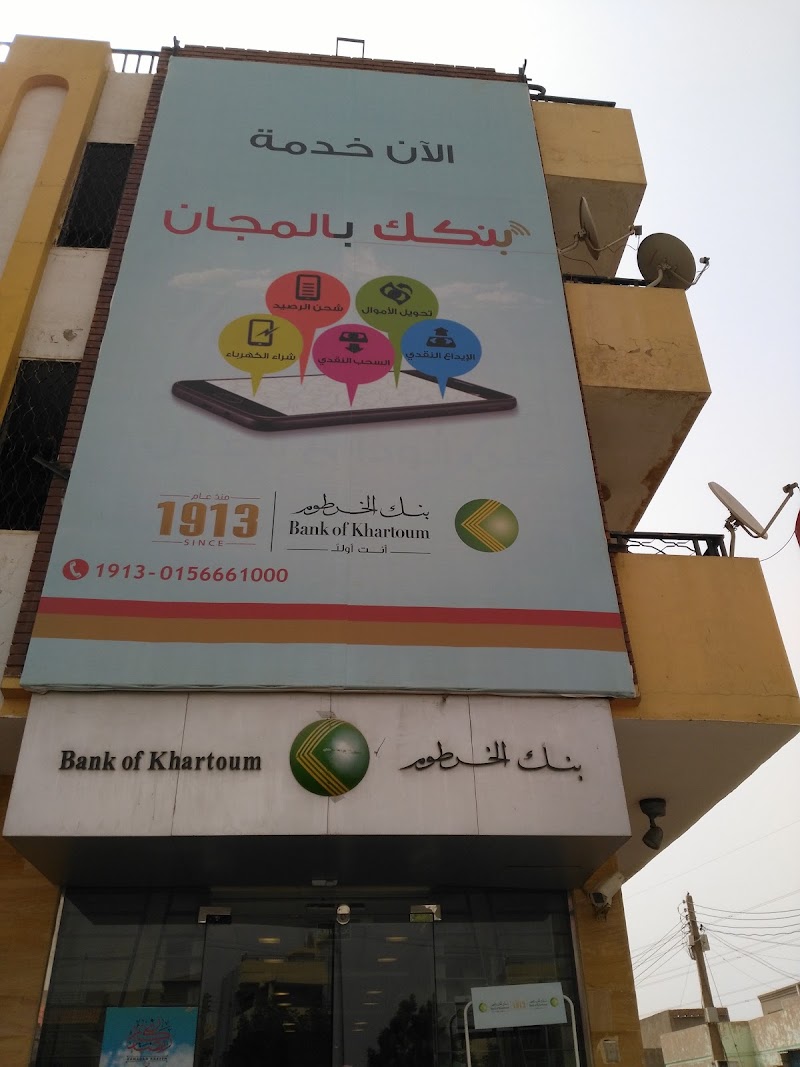 الآن خدمة
بنكك بالمجان
شحن الرصيد
تحويل الأموال
شراء الكهرباء
السحب النقدي
الإيداع النقدي
منذ عام
1913
SINCE
بنك الخرطوم
Bank of Khartoum
أنت أولاً
1913-0156661000
Bank of Khartoum
بنك الخرطوم